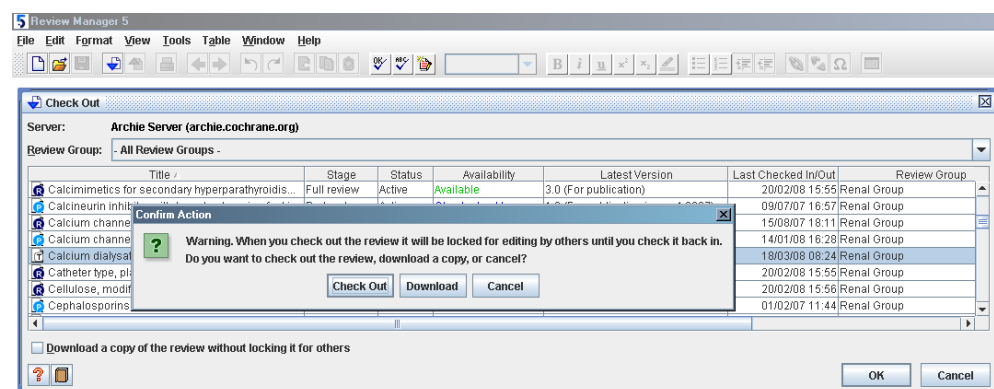 5 Review Manager 5
File Edit Format View Tools Table Window Help
OK ABC B i u x² x₂ Ω
Check Out
Server: Archie Server (archie.cochrane.org)
Review Group: - All Review Groups -
Title / Stage Status Availability Latest Version Last Checked In/Out Review Group
R Calcimimetics for secondary hyperparathyroidis... Full review Active Available 3.0 (For publication) 20/02/08 15:55 Renal Group
P Calcineurin 09/07/07 16:57 Renal Group
R Calcium channe 15/08/07 18:11 Renal Group
P Calcium channe 14/01/08 16:28 Renal Group
T Calcium dialysat 18/03/08 08:24 Renal Group
R Catheter type, pl 20/02/08 15:55 Renal Group
R Cellulose, modif 20/02/08 15:56 Renal Group
P Cephalosporins 01/02/07 11:44 Renal Group
Confirm Action
? Warning. When you check out the review it will be locked for editing by others until you check it back in.
Do you want to check out the review, download a copy, or cancel?
Check Out Download Cancel
Download a copy of the review without locking it for others
? OK Cancel